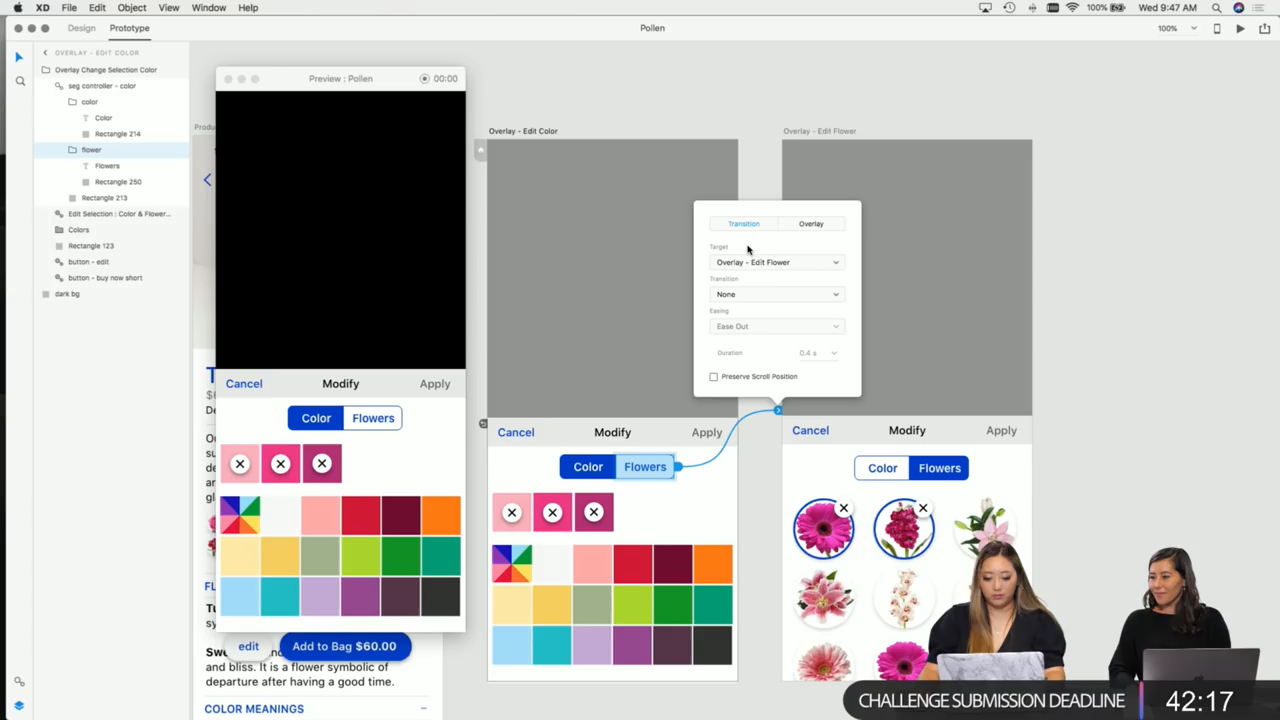 XD File Edit Object View Window Help
100% Wed 9:47 AM
Design Prototype
Pollen
100%
OVERLAY - EDIT COLOR
Overlay Change Selection Color
seg controller - color
color
Color
Rectangle 214
flower
Flowers
Rectangle 250
Rectangle 213
Edit Selection : Color & Flower...
Colors
Rectangle 123
button - edit
button - buy now short
dark bg
Preview : Pollen
00:00
Cancel Modify Apply
Color Flowers
edit
Add to Bag $60.00
and bliss. It is a flower symbolic of
departure after having a good time.
COLOR MEANINGS
Overlay - Edit Color
Cancel Modify Apply
Color Flowers
Transition Overlay
Target
Overlay - Edit Flower
Transition
None
Easing
Ease Out
Duration 0.4 s
Preserve Scroll Position
Overlay - Edit Flower
Cancel Modify Apply
Color Flowers
CHALLENGE SUBMISSION DEADLINE 42:17